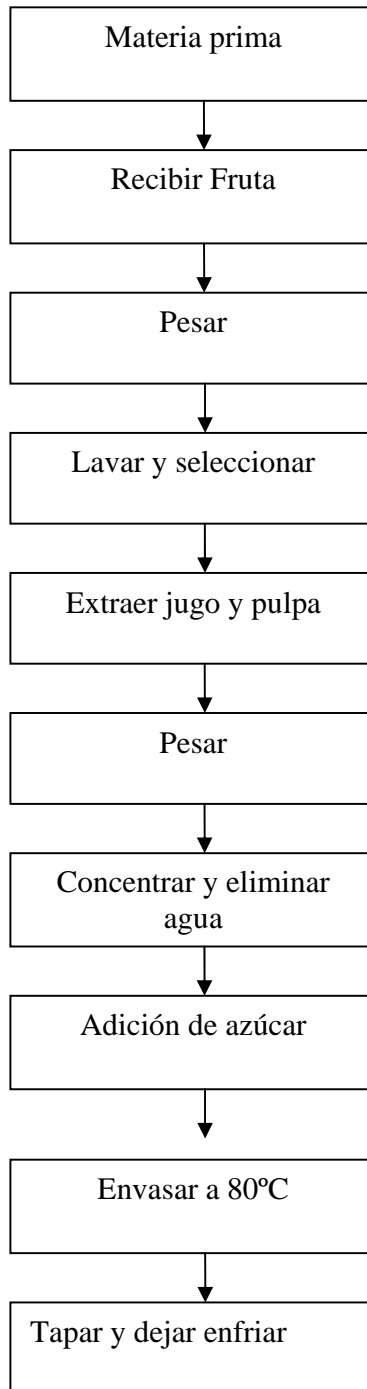 Materia prima
Recibir Fruta
Pesar
Lavar y seleccionar
Extraer jugo y pulpa
Pesar
Concentrar y eliminar
agua
Adición de azúcar
Envasar a 80ºC
Tapar y dejar enfriar